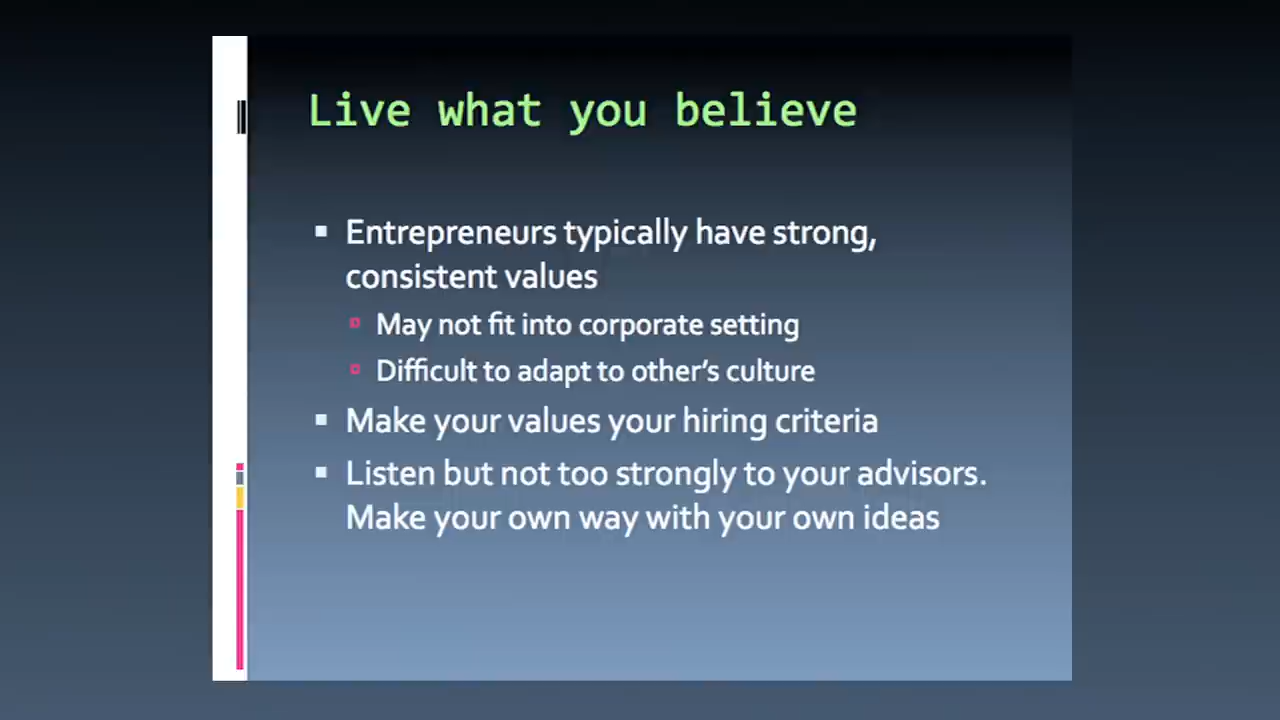 Live what you believe
Entrepreneurs typically have strong,
consistent values
May not fit into corporate setting
Difficult to adapt to other's culture
Make your values your hiring criteria
Listen but not too strongly to your advisors.
Make your own way with your own ideas